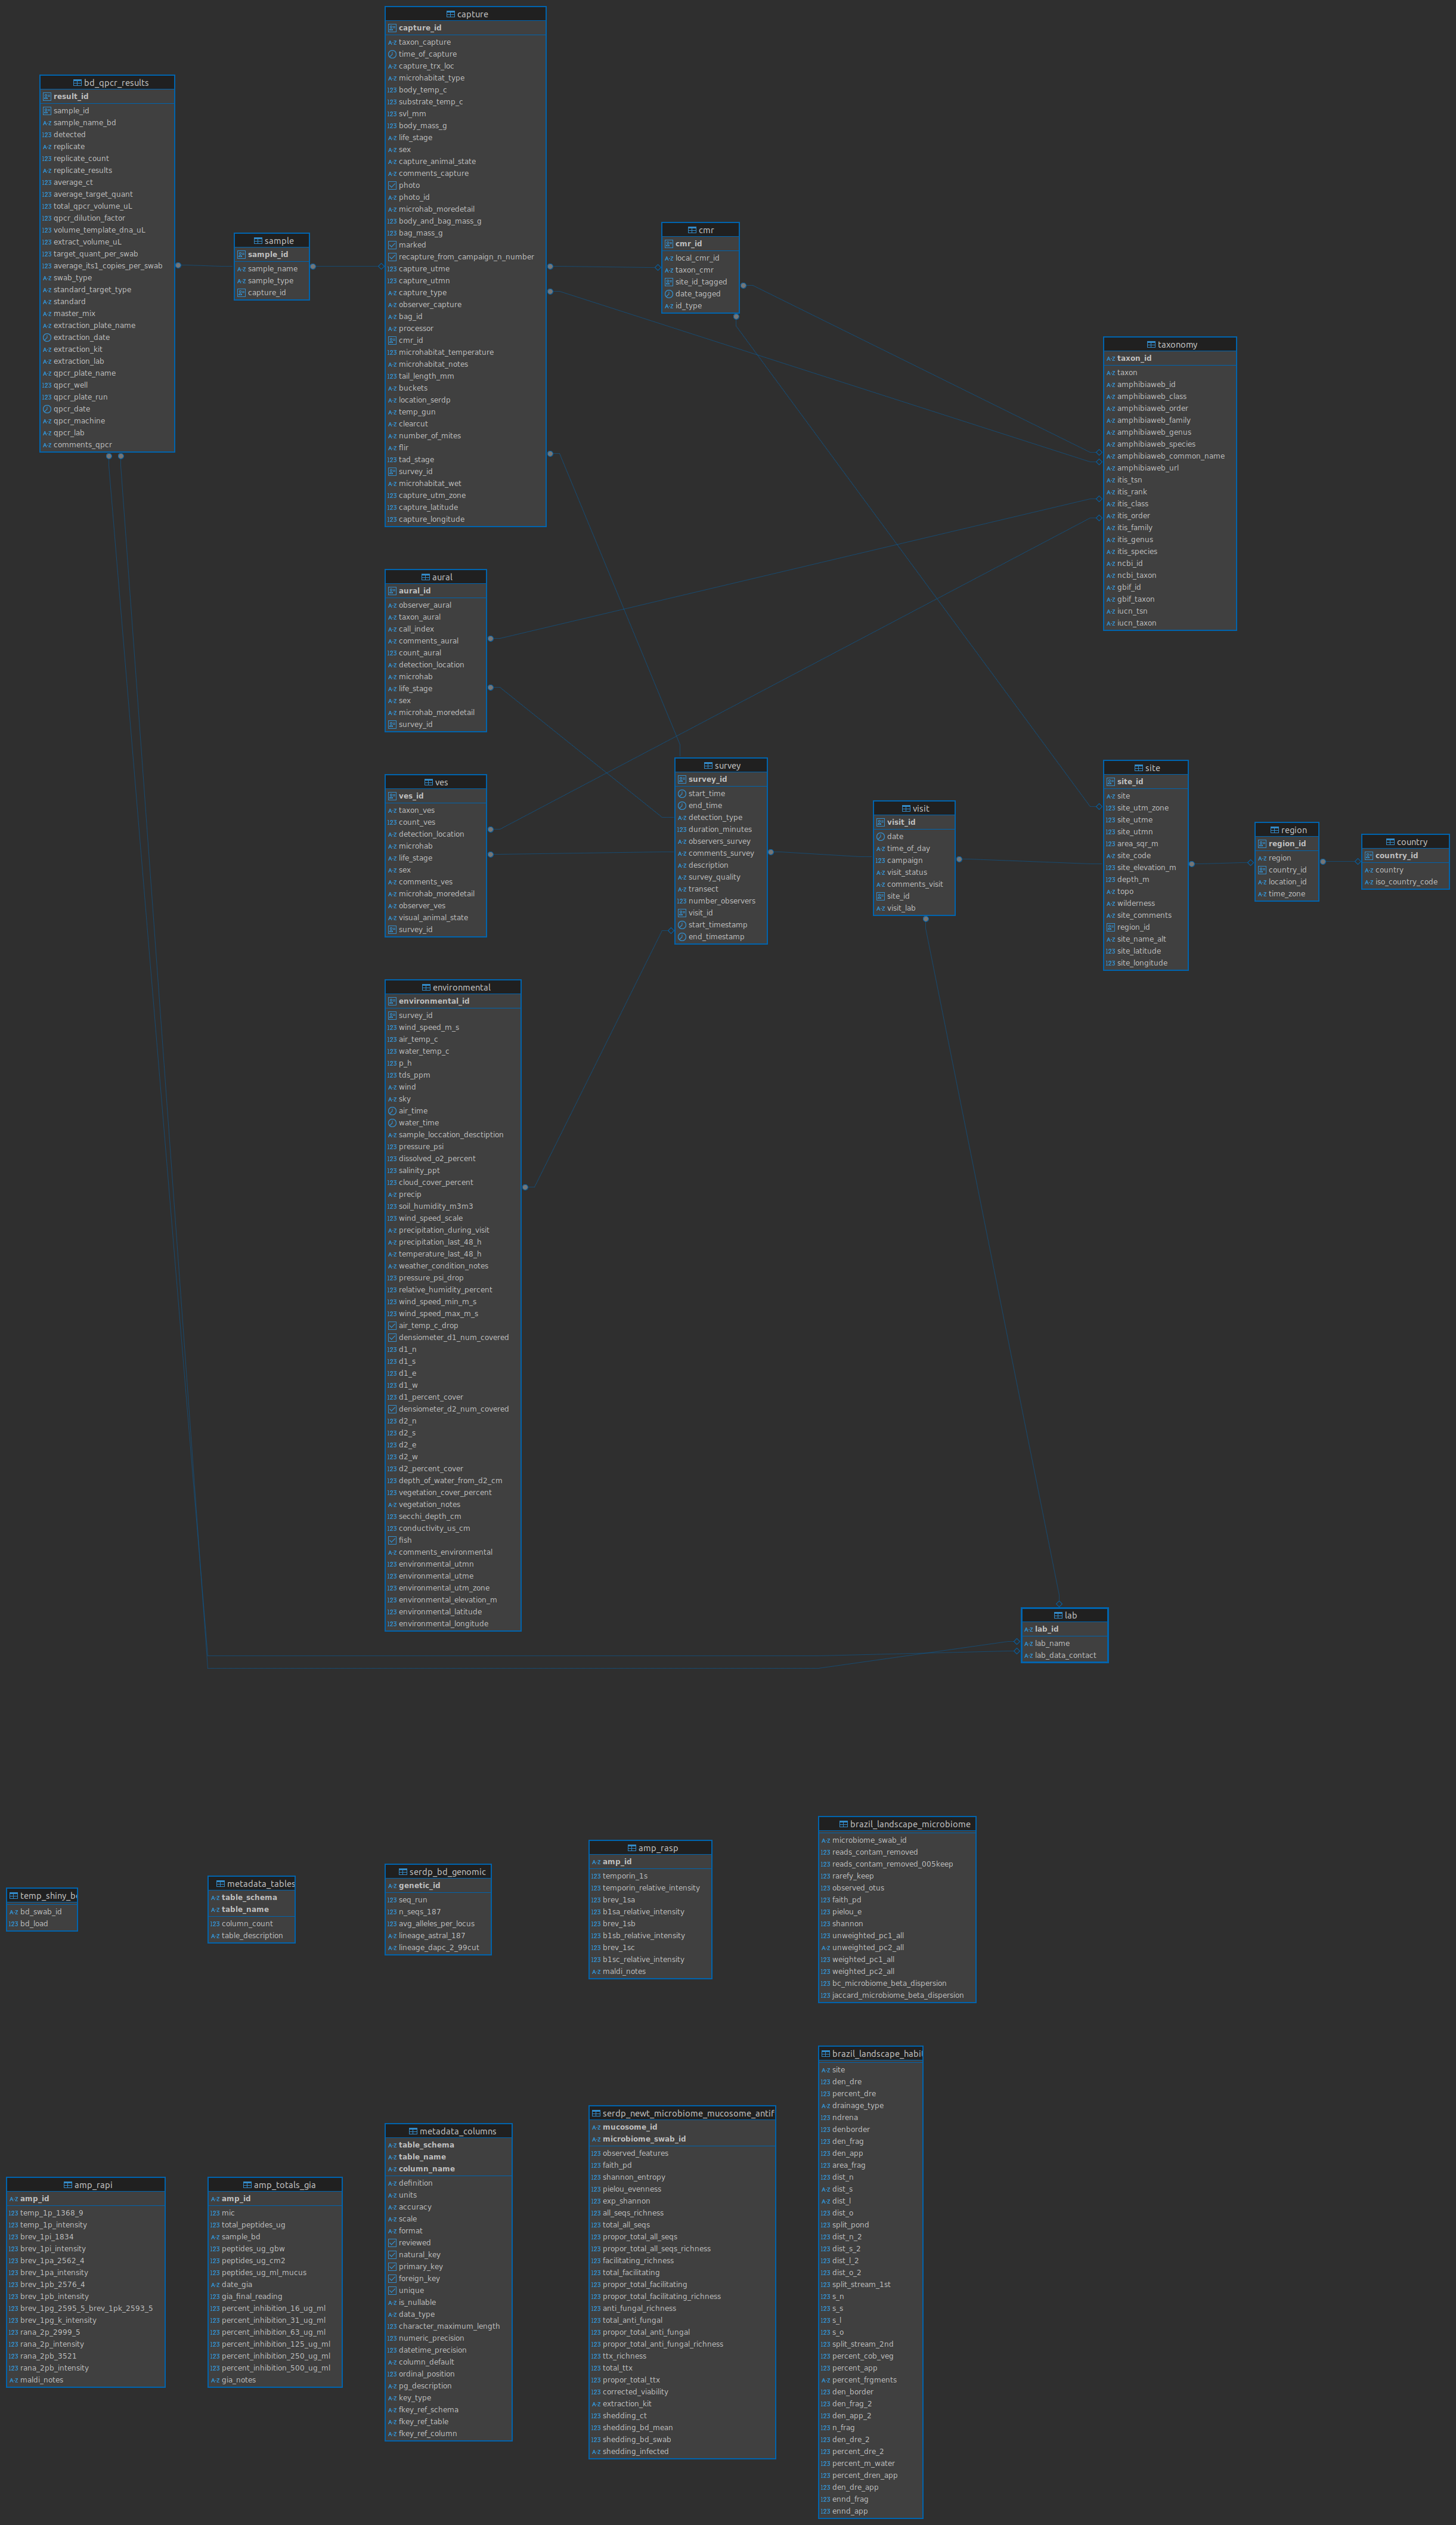 capture
capture_id
taxon_capture
time_of_capture
capture_trx_loc
microhabitat_type
body_temp_c
substrate_temp_c
svl_mm
body_mass_g
life_stage
sex
capture_animal_state
comments_capture
photo
photo_id
microhab_moredetail
body_and_bag_mass_g
bag_mass_g
marked
recapture_from_campaign_n_number
capture_utme
capture_utmn
capture_type
observer_capture
bag_id
processor
cmr_id
microhabitat_temperature
microhabitat_notes
tail_length_mm
buckets
location_serdp
temp_gun
clearcut
number_of_mites
flir
tad_stage
survey_id
microhabitat_wet
capture_utm_zone
capture_latitude
capture_longitude
bd_qpcr_results
result_id
sample_id
sample_name_bd
detected
replicate
replicate_count
replicate_results
average_ct
average_target_quant
total_qpcr_volume_uL
qpcr_dilution_factor
volume_template_dna_uL
extract_volume_uL
target_quant_per_swab
average_its1_copies_per_swab
swab_type
standard_target_type
standard
master_mix
extraction_plate_name
extraction_date
extraction_kit
extraction_lab
qpcr_plate_name
qpcr_well
qpcr_plate_run
qpcr_date
qpcr_machine
qpcr_lab
comments_qpcr
sample
sample_id
sample_name
sample_type
capture_id
cmr
cmr_id
local_cmr_id
taxon_cmr
site_id_tagged
date_tagged
id_type
taxonomy
taxon_id
taxon
amphibiaweb_id
amphibiaweb_class
amphibiaweb_order
amphibiaweb_family
amphibiaweb_genus
amphibiaweb_species
amphibiaweb_common_name
amphibiaweb_url
itis_tsn
itis_rank
itis_class
itis_order
itis_family
itis_genus
itis_species
ncbi_id
ncbi_taxon
gbif_id
gbif_taxon
iucn_tsn
iucn_taxon
aural
aural_id
observer_aural
taxon_aural
call_index
comments_aural
count_aural
detection_location
microhab
life_stage
sex
microhab_moredetail
survey_id
ves
ves_id
taxon_ves
count_ves
detection_location
microhab
life_stage
sex
comments_ves
microhab_moredetail
observer_ves
visual_animal_state
survey_id
survey
survey_id
start_time
end_time
detection_type
duration_minutes
observers_survey
comments_survey
description
survey_quality
transect
number_observers
visit_id
start_timestamp
end_timestamp
visit
visit_id
date
time_of_day
campaign
visit_status
comments_visit
site_id
visit_lab
site
site_id
site
site_utm_zone
site_utme
site_utmn
area_sqr_m
site_code
site_elevation_m
depth_m
topo
wilderness
site_comments
region_id
site_name_alt
site_latitude
site_longitude
region
region_id
region
country_id
location_id
time_zone
country
country_id
country
iso_country_code
environmental
environmental_id
survey_id
wind_speed_m_s
air_temp_c
water_temp_c
p_h
tds_ppm
wind
sky
air_time
water_time
sample_loccation_desctiption
pressure_psi
dissolved_o2_percent
salinity_ppt
cloud_cover_percent
precip
soil_humidity_m3m3
wind_speed_scale
precipitation_during_visit
precipitation_last_48_h
temperature_last_48_h
weather_condition_notes
pressure_psi_drop
relative_humidity_percent
wind_speed_min_m_s
wind_speed_max_m_s
air_temp_c_drop
densiometer_d1_num_covered
d1_n
d1_s
d1_e
d1_w
d1_percent_cover
densiometer_d2_num_covered
d2_n
d2_s
d2_e
d2_w
d2_percent_cover
depth_of_water_from_d2_cm
vegetation_cover_percent
vegetation_notes
secchi_depth_cm
conductivity_us_cm
fish
comments_environmental
environmental_utmn
environmental_utme
environmental_utm_zone
environmental_elevation_m
environmental_latitude
environmental_longitude
lab
lab_id
lab_name
lab_data_contact
temp_shiny_b
bd_swab_id
bd_load
metadata_tables
table_schema
table_name
column_count
table_description
serdp_bd_genomic
genetic_id
seq_run
n_seqs_187
avg_alleles_per_locus
lineage_astral_187
lineage_dapc_2_99cut
amp_rasp
amp_id
temporin_1s
temporin_relative_intensity
brev_1sa
b1sa_relative_intensity
brev_1sb
b1sb_relative_intensity
brev_1sc
b1sc_relative_intensity
maldi_notes
brazil_landscape_microbiome
microbiome_swab_id
reads_contam_removed
reads_contam_removed_005keep
rarefy_keep
observed_otus
faith_pd
pielou_e
shannon
unweighted_pc1_all
unweighted_pc2_all
weighted_pc1_all
weighted_pc2_all
bc_microbiome_beta_dispersion
jaccard_microbiome_beta_dispersion
amp_rapi
amp_id
temp_1p_1368_9
temp_1p_intensity
brev_1pi_1834
brev_1pi_intensity
brev_1pa_2562_4
brev_1pa_intensity
brev_1pb_2576_4
brev_1pb_intensity
brev_1pg_2595_5_brev_1pk_2593_5
brev_1pg_k_intensity
rana_2p_2999_5
rana_2p_intensity
rana_2pb_3521
rana_2pb_intensity
maldi_notes
amp_totals_gia
amp_id
mic
total_peptides_ug
sample_bd
peptides_ug_gbw
peptides_ug_cm2
peptides_ug_ml_mucus
date_gia
gia_final_reading
percent_inhibition_16_ug_ml
percent_inhibition_31_ug_ml
percent_inhibition_63_ug_ml
percent_inhibition_125_ug_ml
percent_inhibition_250_ug_ml
percent_inhibition_500_ug_ml
gia_notes
metadata_columns
table_schema
table_name
column_name
definition
units
accuracy
scale
format
reviewed
natural_key
primary_key
foreign_key
unique
is_nullable
data_type
character_maximum_length
numeric_precision
datetime_precision
column_default
ordinal_position
pg_description
key_type
fkey_ref_schema
fkey_ref_table
fkey_ref_column
serdp_newt_microbiome_mucosome_antif
mucosome_id
microbiome_swab_id
observed_features
faith_pd
shannon_entropy
pielou_evenness
exp_shannon
all_seqs_richness
total_all_seqs
propor_total_all_seqs
propor_total_all_seqs_richness
facilitating_richness
total_facilitating
propor_total_facilitating
propor_total_facilitating_richness
anti_fungal_richness
total_anti_fungal
propor_total_anti_fungal
propor_total_anti_fungal_richness
ttx_richness
total_ttx
propor_total_ttx
corrected_viability
extraction_kit
shedding_ct
shedding_bd_mean
shedding_bd_swab
shedding_infected
brazil_landscape_habi
site
den_dre
percent_dre
drainage_type
ndrena
denborder
den_frag
den_app
area_frag
dist_n
dist_s
dist_l
dist_o
split_pond
dist_n_2
dist_s_2
dist_l_2
dist_o_2
split_stream_1st
s_n
s_s
s_l
s_o
split_stream_2nd
percent_cob_veg
percent_app
percent_frgments
den_border
den_frag_2
den_app_2
n_frag
den_dre_2
percent_dre_2
percent_m_water
percent_dren_app
den_dre_app
ennd_frag
ennd_app